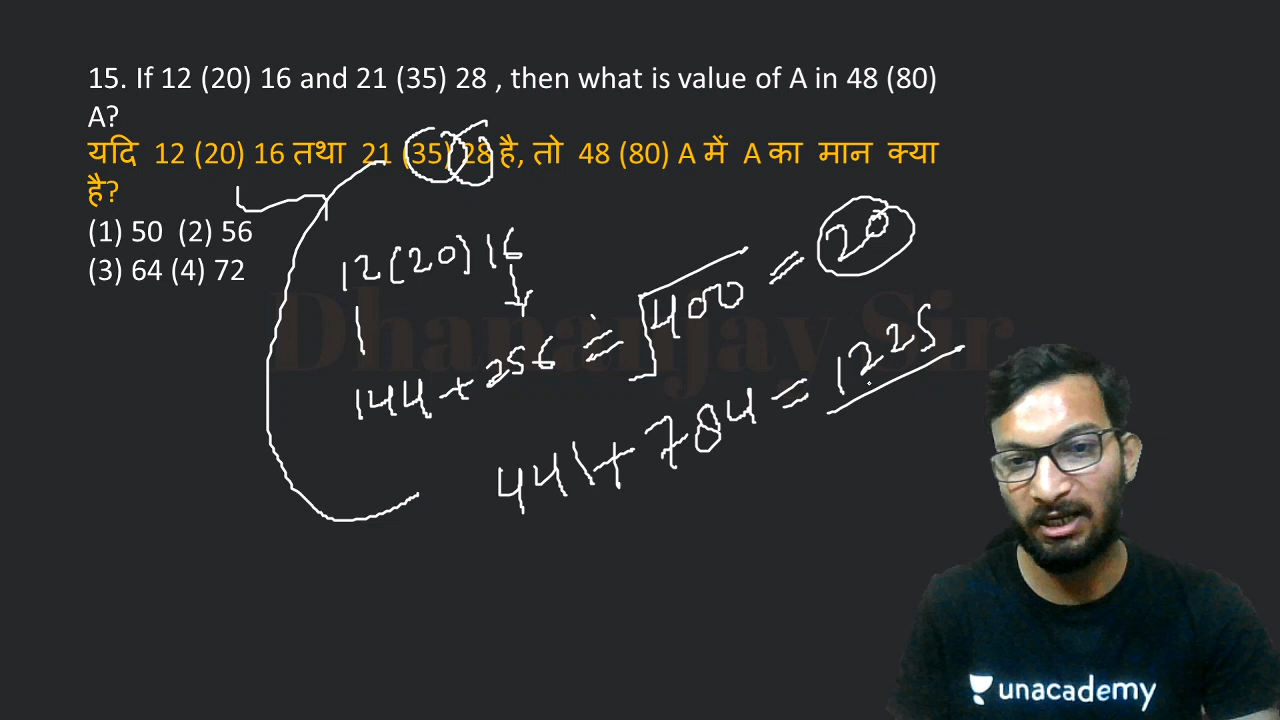 15. If 12 (20) 16 and 21 (35) 28 , then what is value of A in 48 (80)
A?
यदि 12 (20) 16 तथा 21 (35) 28 है, तो 48 (80) A में A का मान क्या
है?
(1) 50 (2) 56
(3) 64 (4) 72
12(20)16
144+256 = √400 = 20
441+784 = 1225
Dhananjay Sir
unacademy